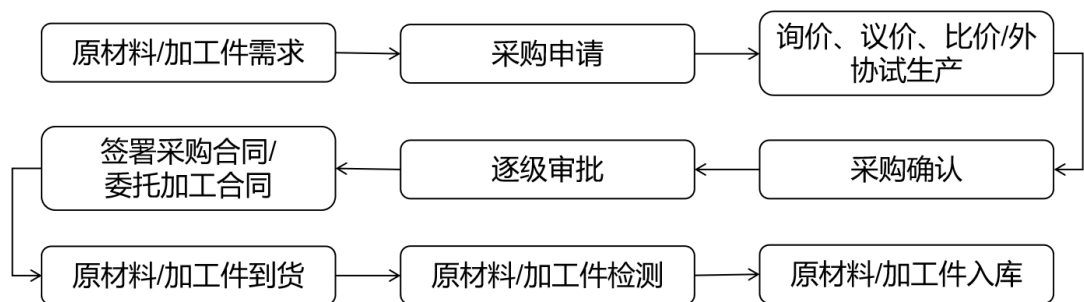 原材料/加工件需求
采购申请
询价、议价、比价/外
协试生产
采购确认
逐级审批
签署采购合同/
委托加工合同
原材料/加工件到货
原材料/加工件检测
原材料/加工件入库